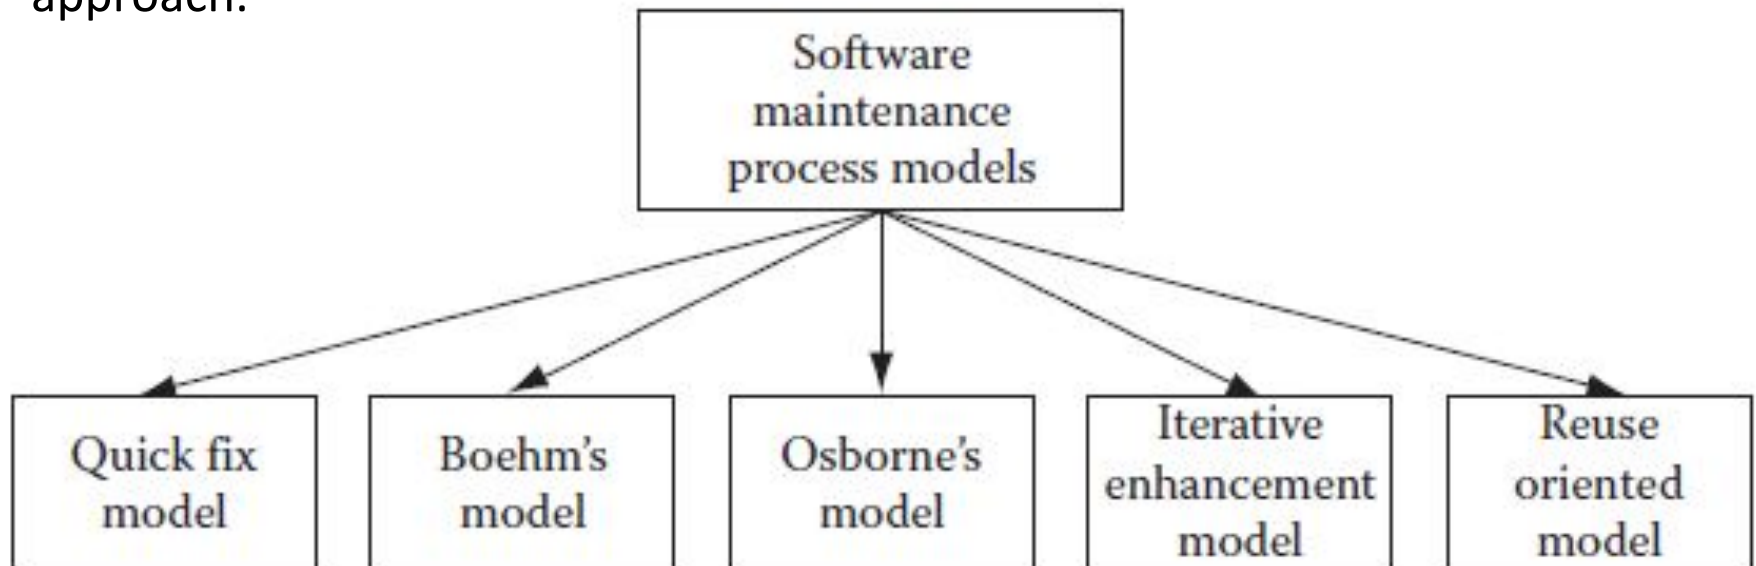 approach.
Software
maintenance
process models
Quick fix
model
Boehm's
model
Osborne's
model
Iterative
enhancement
model
Reuse
oriented
model